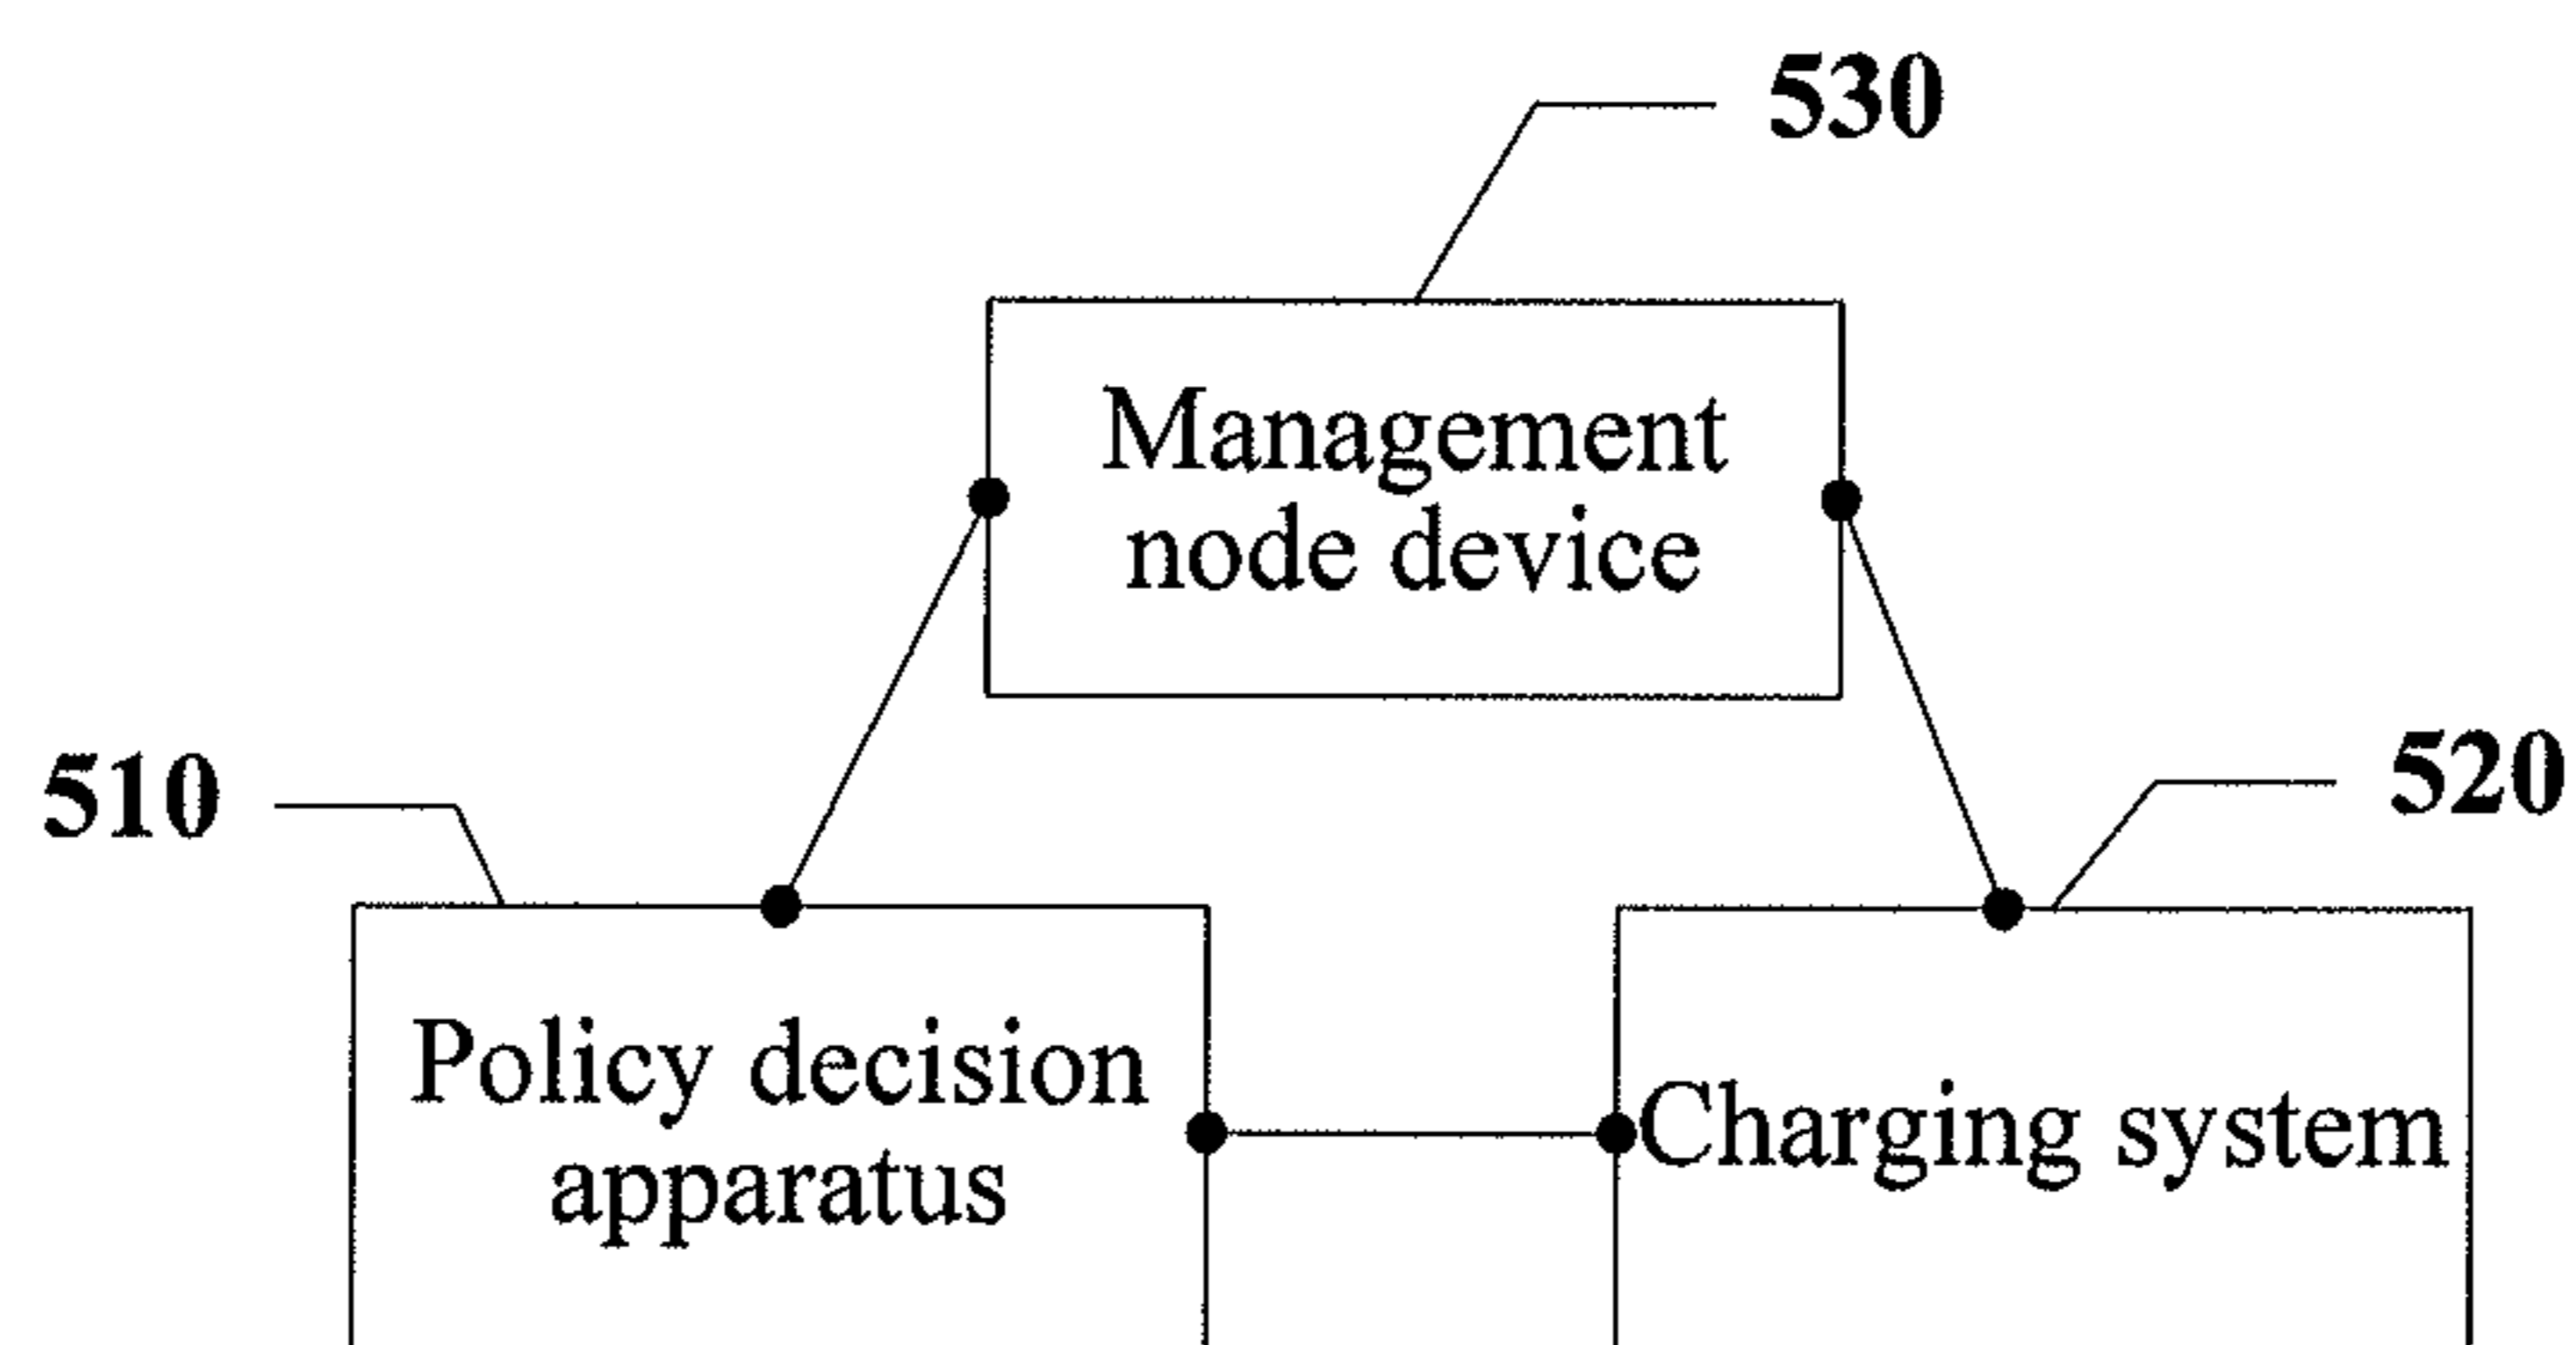 530
Management
node device
510
520
Policy decision
apparatus
Charging system